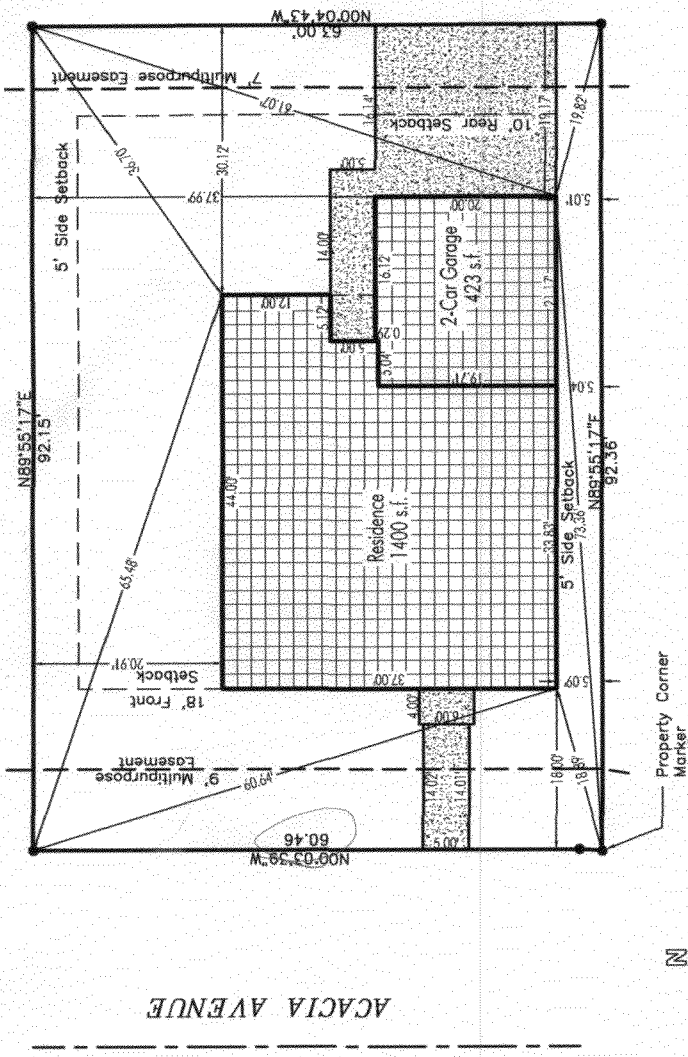 N00°04'43"W
63.00'
7' Multipurpose Easement
61.07'
36.70
30.12'
16.14'
10' Rear Setback
19.17'
19.82'
5' Side Setback
37.99
5.00'
20.00'
5.01'
14.00'
16.12'
2-Car Garage
423 s.f.
12.00'
5.12'
5.00'
0.29'
5.04'
19.71'
5.04'
N89°55'17"E
92.15'
44.00'
Residence
1400 s.f.
33.83'
5' Side Setback
73.36'
N89°55'17"E
92.36'
65.48'
20.91'
18' Front
Setback
37.00'
5.09'
4.00'
6.00'
9' Multipurpose
Easement
60.64'
14.02'
14.01'
5.00'
18.00'
18.89'
N00°03'39"W
60.46
Property Corner
Marker
ACACIA AVENUE
N